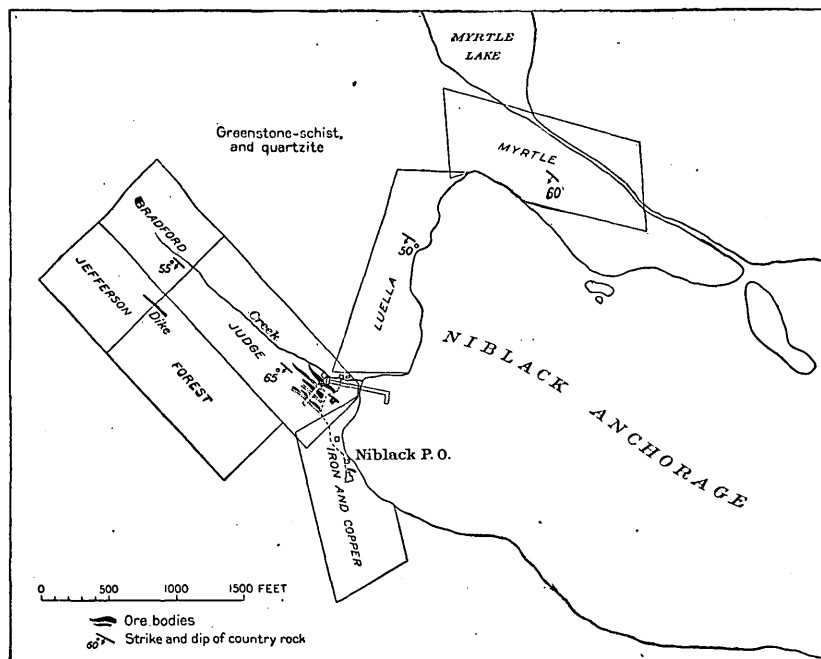 MYRTLE
LAKE
Greenstone-schist,
and quartzite
MYRTLE
60°
BRADFORD
55°
50°
JEFFERSON
Dike
LUELLA
Creek
JUDGE
NIBLACK ANCHORAGE
FOREST
65°
Niblack P.O.
IRON AND COPPER
0 500 1000 1500 FEET
Ore bodies
60° Strike and dip of country rock